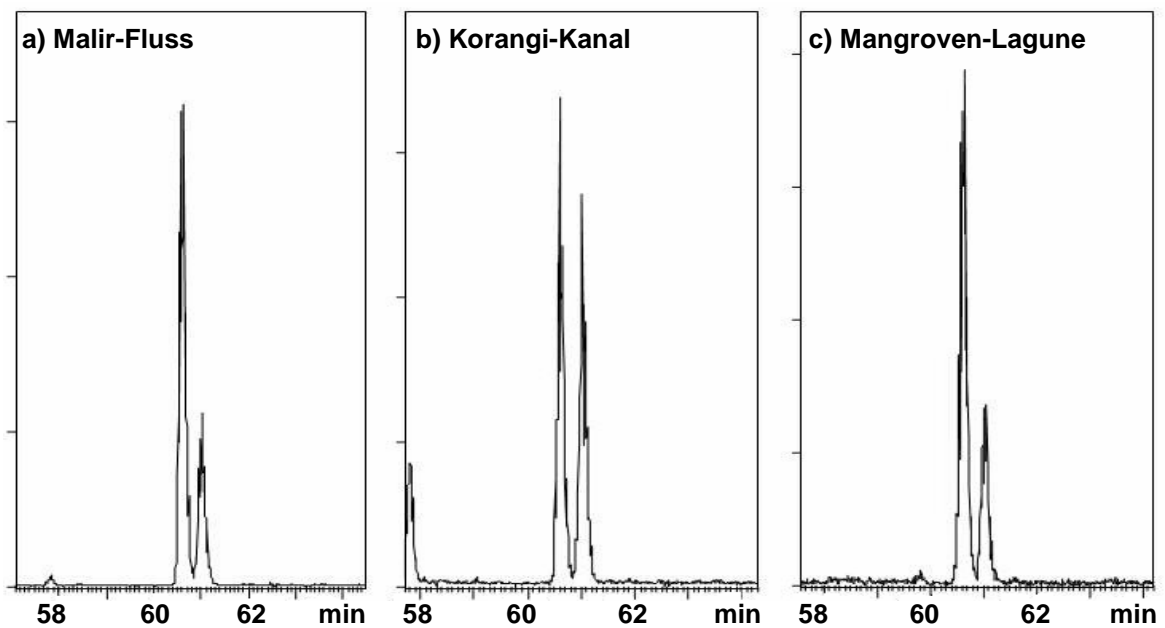 a) Malir-Fluss b) Korangi-Kanal c) Mangroven-Lagune
58 60 62 min 58 60 62 min 58 60 62 min